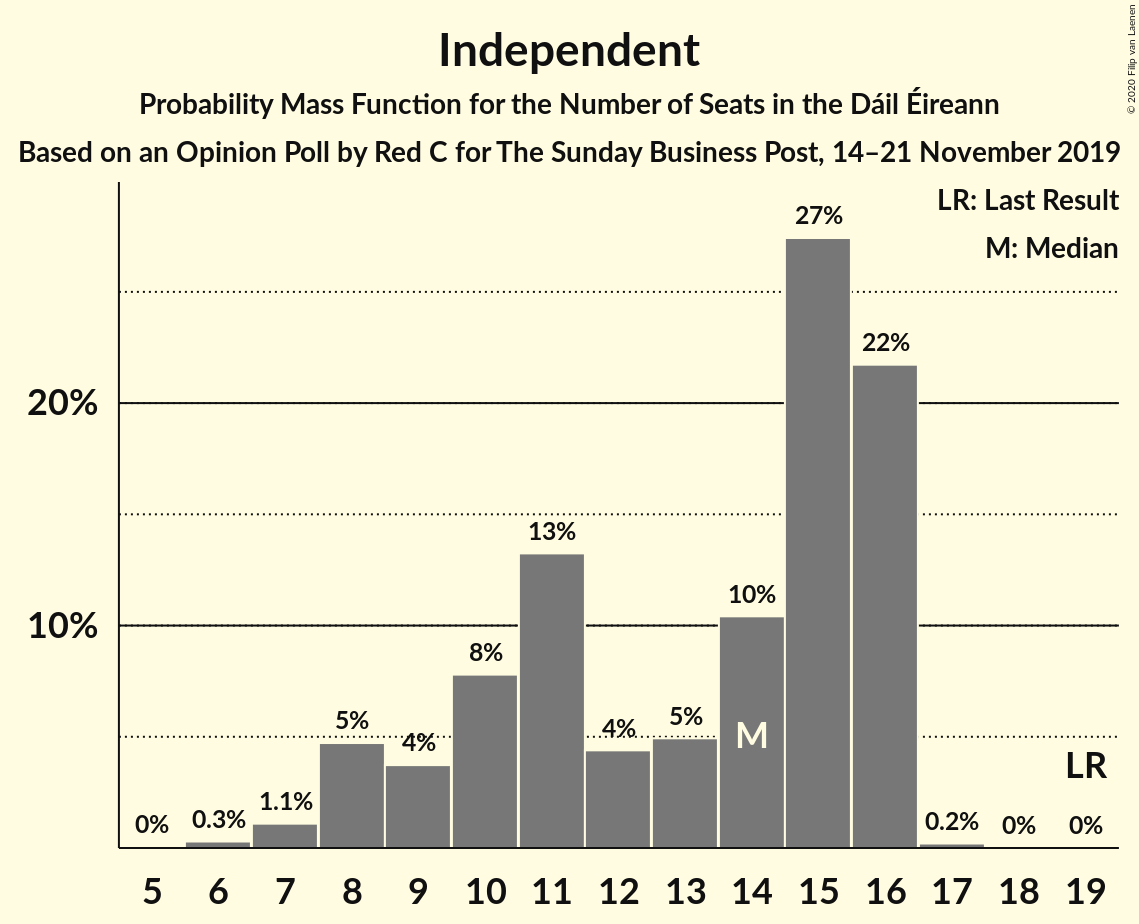 Independent
Probability Mass Function for the Number of Seats in the Dáil Éireann
Based on an Opinion Poll by Red C for The Sunday Business Post, 14–21 November 2019
© 2020 Filip van Laenen
LR: Last Result
M: Median
27%
22%
20%
13%
10%
10%
8%
5%
4%
4%
5%
M
LR
0%
0.3%
1.1%
0.2%
0%
0%
5 6 7 8 9 10 11 12 13 14 15 16 17 18 19